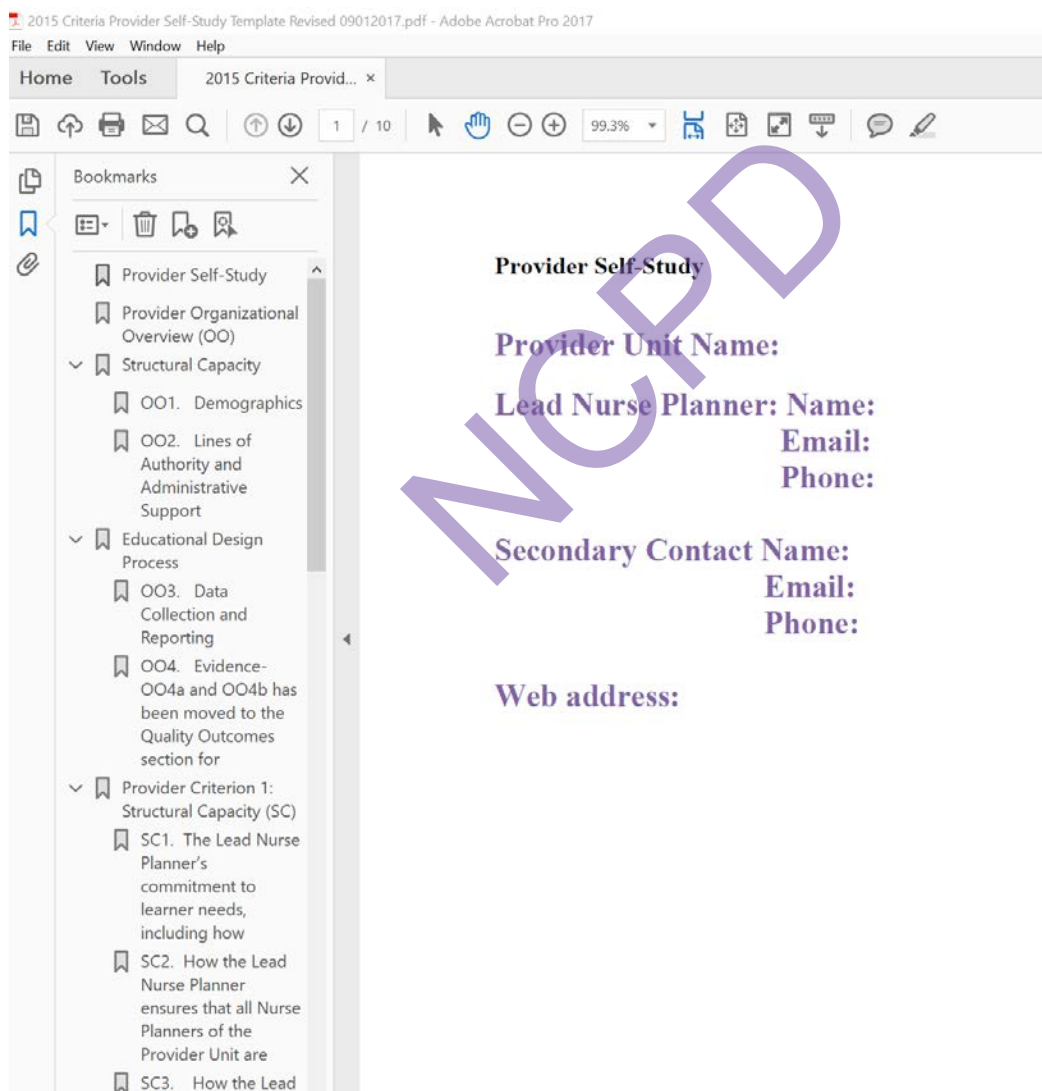 2015 Criteria Provider Self-Study Template Revised 09012017.pdf - Adobe Acrobat Pro 2017
File Edit View Window Help
Home Tools 2015 Criteria Provid... ×
1 / 10 99.3%
Bookmarks
Provider Self-Study
Provider Organizational
Overview (OO)
Structural Capacity
OO1. Demographics
OO2. Lines of
Authority and
Administrative
Support
Educational Design
Process
OO3. Data
Collection and
Reporting
OO4. Evidence-
OO4a and OO4b has
been moved to the
Quality Outcomes
section for
Provider Criterion 1:
Structural Capacity (SC)
SC1. The Lead Nurse
Planner's
commitment to
learner needs,
including how
SC2. How the Lead
Nurse Planner
ensures that all Nurse
Planners of the
Provider Unit are
SC3. How the Lead
Provider Self-Study
Provider Unit Name:
Lead Nurse Planner: Name:
Email:
Phone:
Secondary Contact Name:
Email:
Phone:
Web address:
NCPD